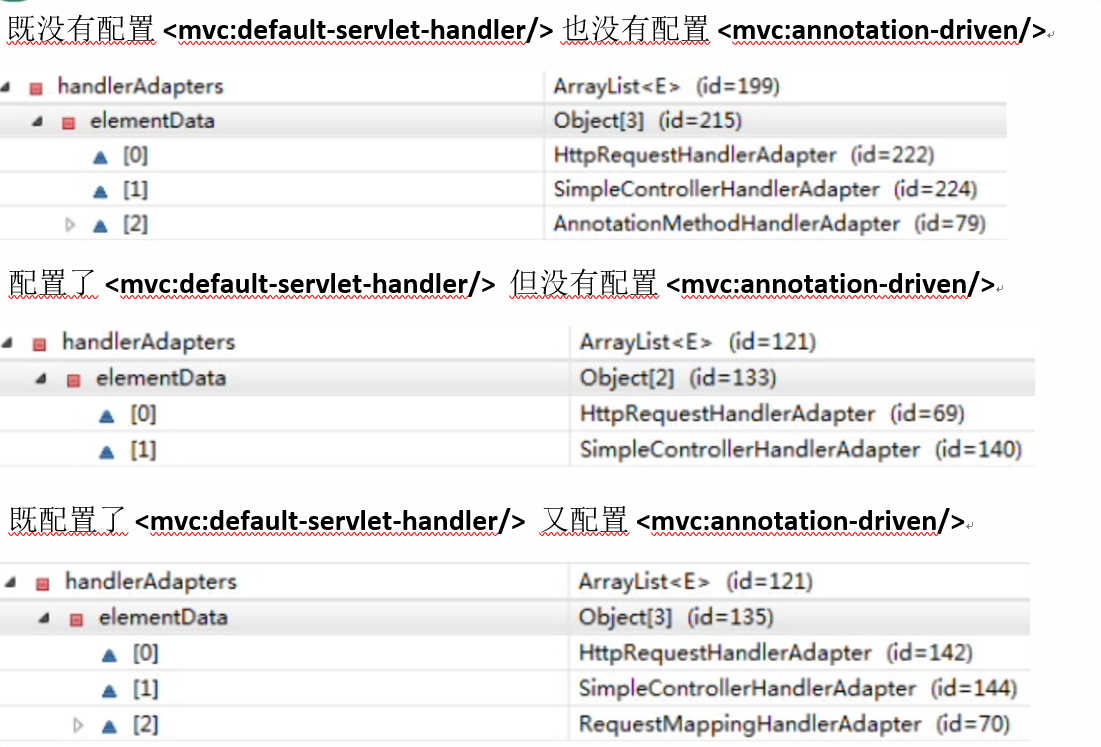 既没有配置 <mvc:default-servlet-handler/> 也没有配置 <mvc:annotation-driven/>
handlerAdapters ArrayList<E> (id=199)
elementData Object[3] (id=215)
[0] HttpRequestHandlerAdapter (id=222)
[1] SimpleControllerHandlerAdapter (id=224)
[2] AnnotationMethodHandlerAdapter (id=79)
配置了 <mvc:default-servlet-handler/> 但没有配置 <mvc:annotation-driven/>
handlerAdapters ArrayList<E> (id=121)
elementData Object[2] (id=133)
[0] HttpRequestHandlerAdapter (id=69)
[1] SimpleControllerHandlerAdapter (id=140)
既配置了 <mvc:default-servlet-handler/> 又配置 <mvc:annotation-driven/>
handlerAdapters ArrayList<E> (id=121)
elementData Object[3] (id=135)
[0] HttpRequestHandlerAdapter (id=142)
[1] SimpleControllerHandlerAdapter (id=144)
[2] RequestMappingHandlerAdapter (id=70)